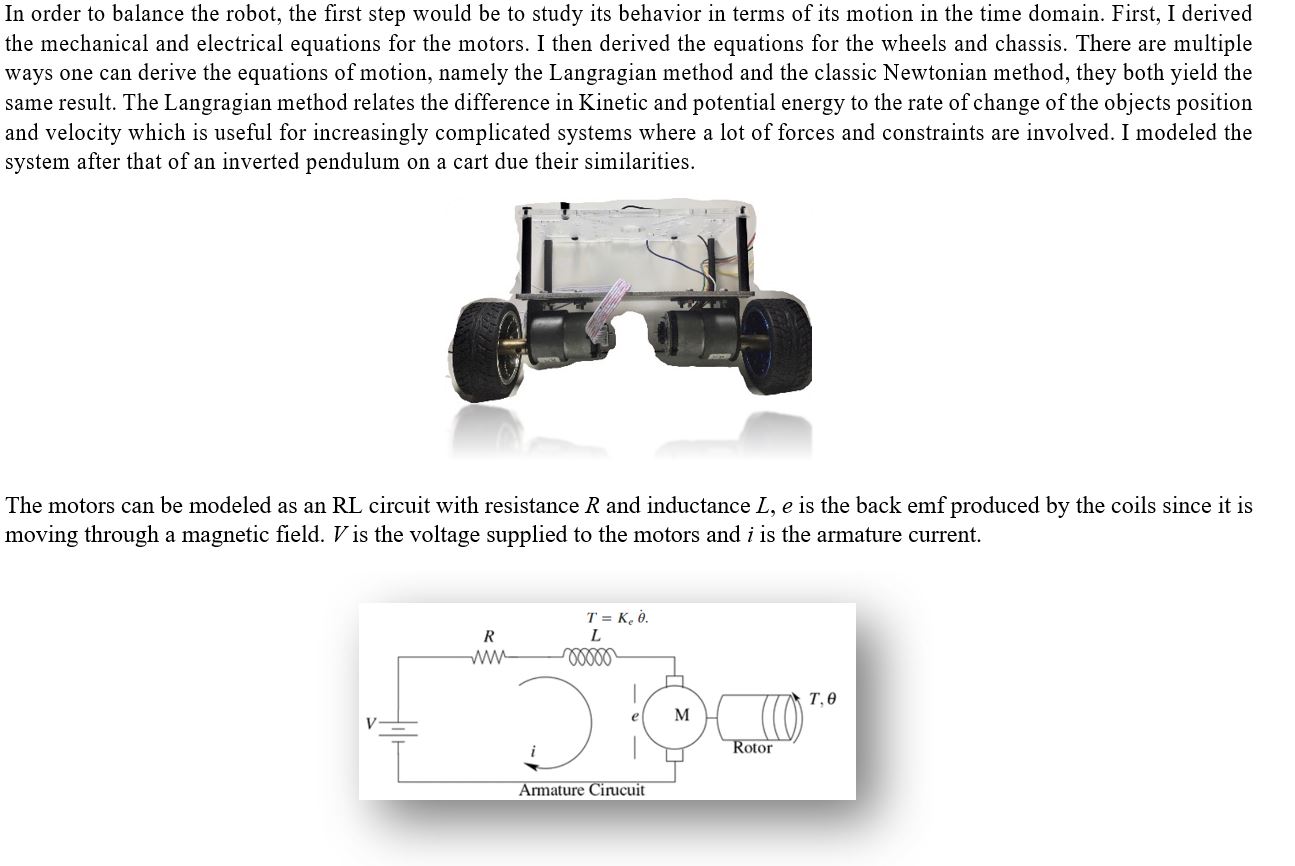 In order to balance the robot, the first step would be to study its behavior in terms of its motion in the time domain. First, I derived
the mechanical and electrical equations for the motors. I then derived the equations for the wheels and chassis. There are multiple
ways one can derive the equations of motion, namely the Langragian method and the classic Newtonian method, they both yield the
same result. The Langragian method relates the difference in Kinetic and potential energy to the rate of change of the objects position
and velocity which is useful for increasingly complicated systems where a lot of forces and constraints are involved. I modeled the
system after that of an inverted pendulum on a cart due their similarities.
The motors can be modeled as an RL circuit with resistance R and inductance L, e is the back emf produced by the coils since it is
moving through a magnetic field. V is the voltage supplied to the motors and i is the armature current.
T = Kₑ θ̇.
R
L
T, θ
V
e
M
i
Rotor
Armature Cirucuit